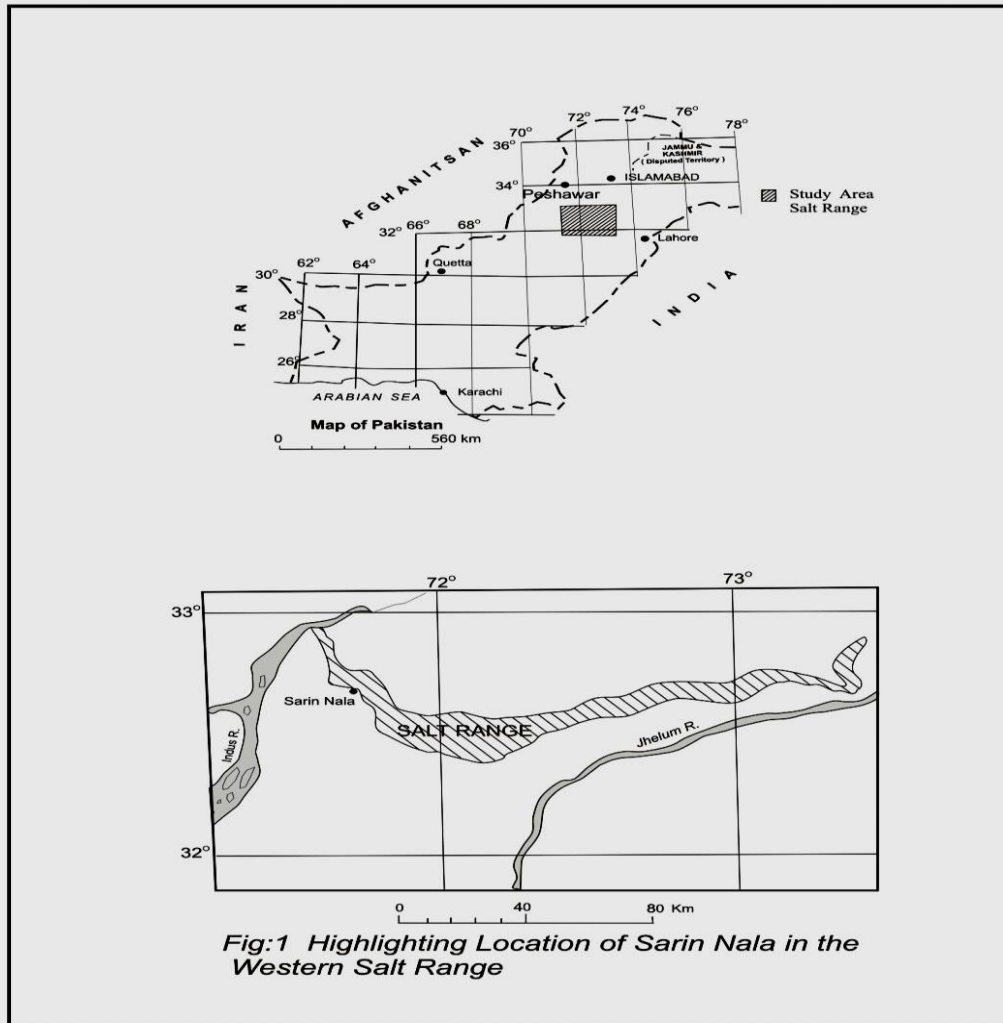 74°
76°
72°
78°
70°
36°
JAMMU &
KASHMIR
( Disputed Territory )
ISLAMABAD
34°
Peshawar
Study Area
Salt Range
AFGHANITSAN
66°
68°
32°
Lahore
62°
64°
Quetta
30°
INDIA
IRAN
28°
26°
ARABIAN SEA
Karachi
Map of Pakistan
0 560 km
72° 73°
33°
Sarin Nala
SALT RANGE
Indus R.
Jhelum R.
32°
0 40 80 Km
Fig:1 Highlighting Location of Sarin Nala in the
Western Salt Range